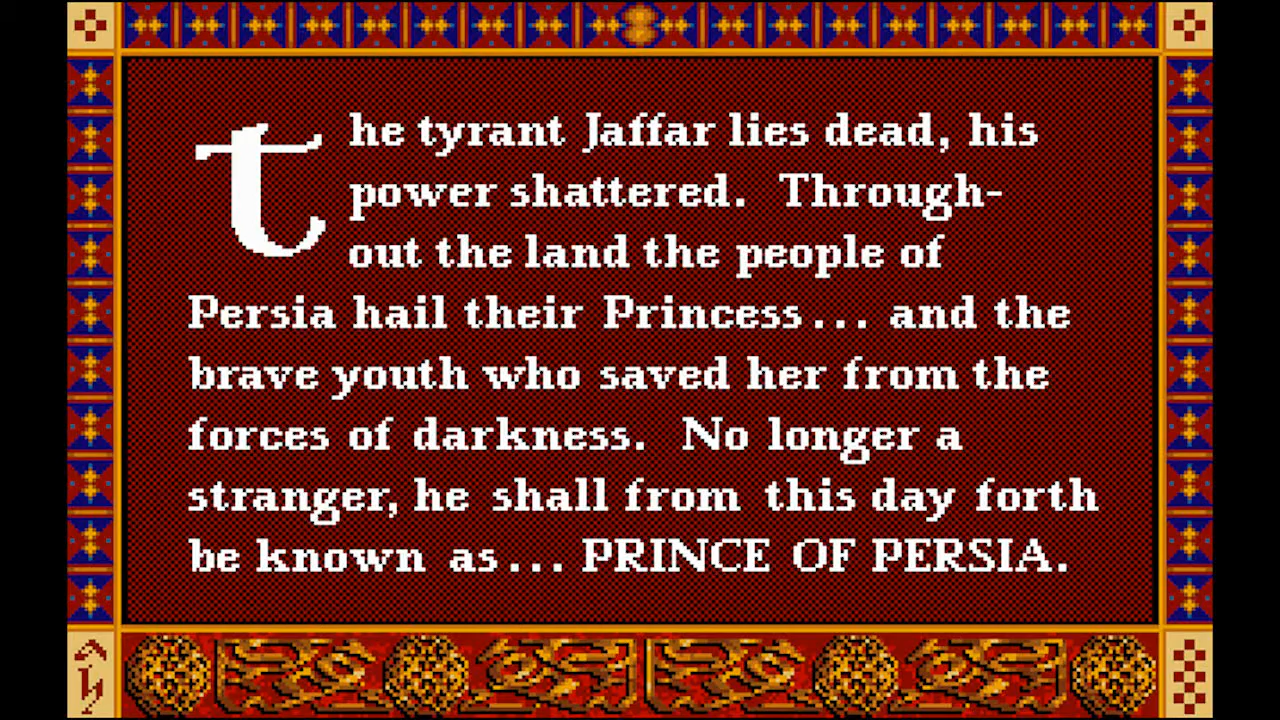 the tyrant Jaffar lies dead, his
power shattered.  Through-
out the land the people of
Persia hail their Princess... and the
brave youth who saved her from the
forces of darkness.  No longer a
stranger, he shall from this day forth
be known as... PRINCE OF PERSIA.